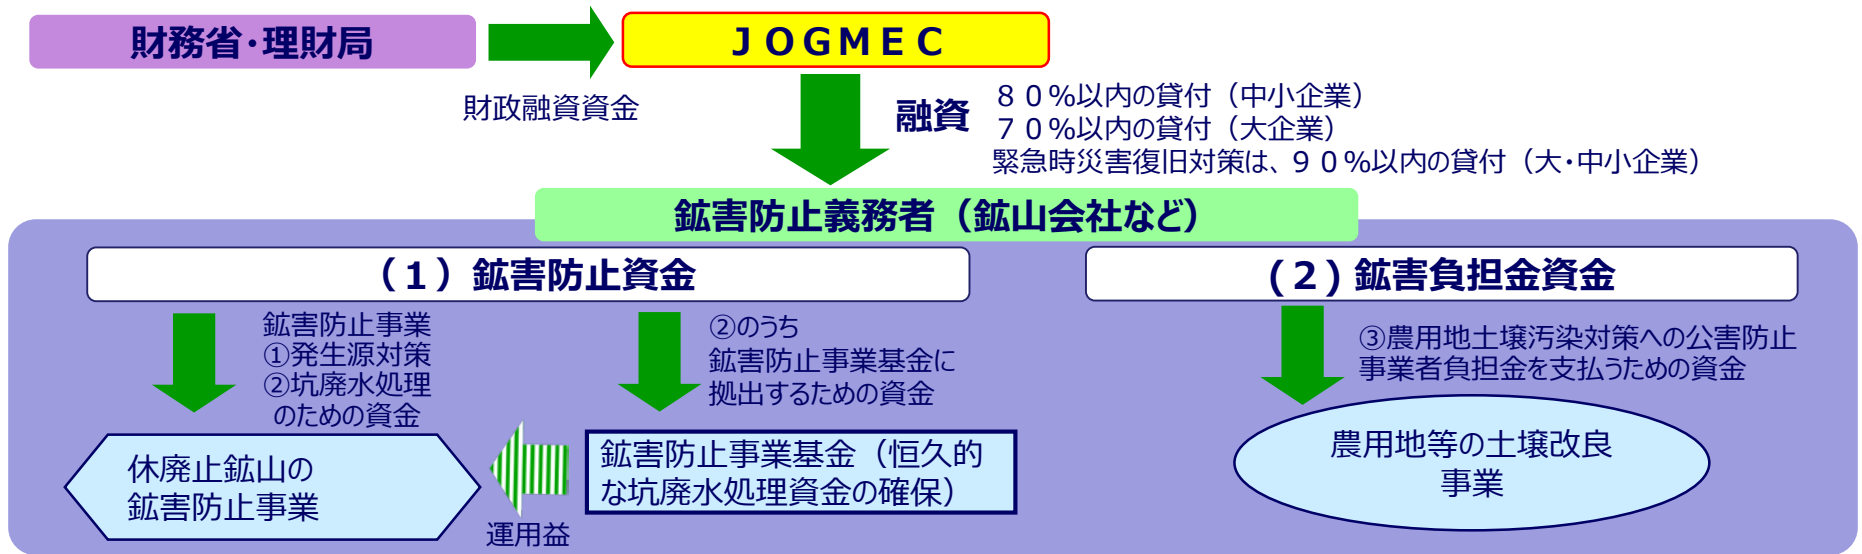 財務省・理財局
ＪＯＧＭＥＣ
財政融資資金
融資
８０％以内の貸付（中小企業）
７０％以内の貸付（大企業）
緊急時災害復旧対策は、９０％以内の貸付（大・中小企業）
鉱害防止義務者（鉱山会社など）
（１）鉱害防止資金
鉱害防止事業
①発生源対策
②坑廃水処理
のための資金
②のうち
鉱害防止事業基金に
拠出するための資金
休廃止鉱山の
鉱害防止事業
運用益
鉱害防止事業基金（恒久的
な坑廃水処理資金の確保）
(２)鉱害負担金資金
③農用地土壌汚染対策への公害防止
事業者負担金を支払うための資金
農用地等の土壌改良
事業